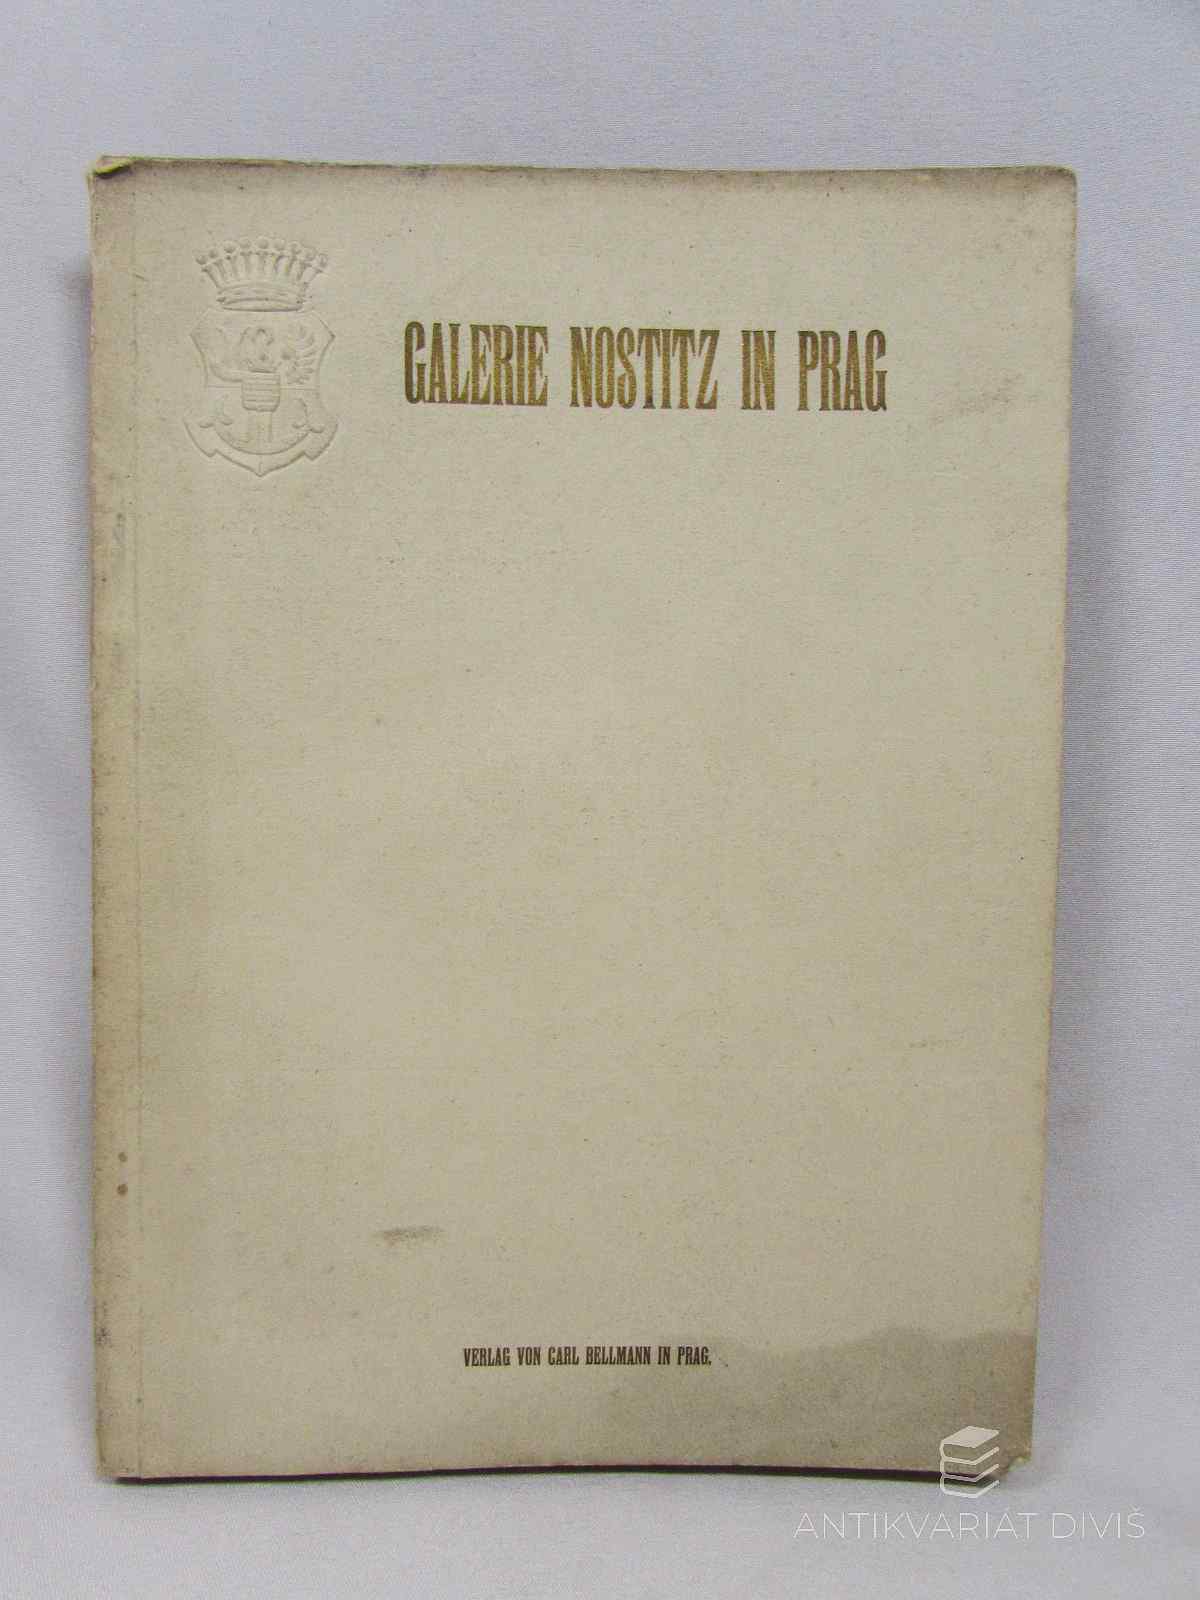 GALERIE NOSTITZ IN PRAG
VERLAG VON CARL BELLMANN IN PRAG.
ANTIKVARIÁT DIVIŠ